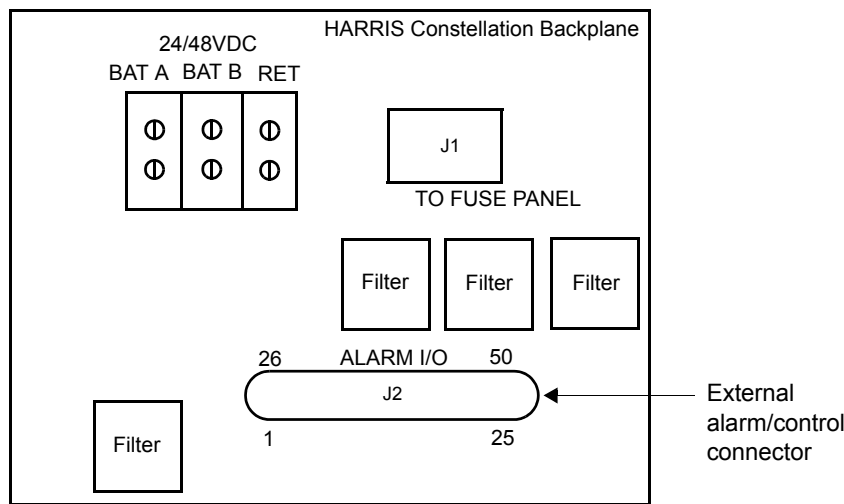 HARRIS Constellation Backplane
24/48VDC
BAT A BAT B RET
J1
TO FUSE PANEL
Filter Filter Filter
26 ALARM I/O 50
J2
1 25
Filter
External
alarm/control
connector